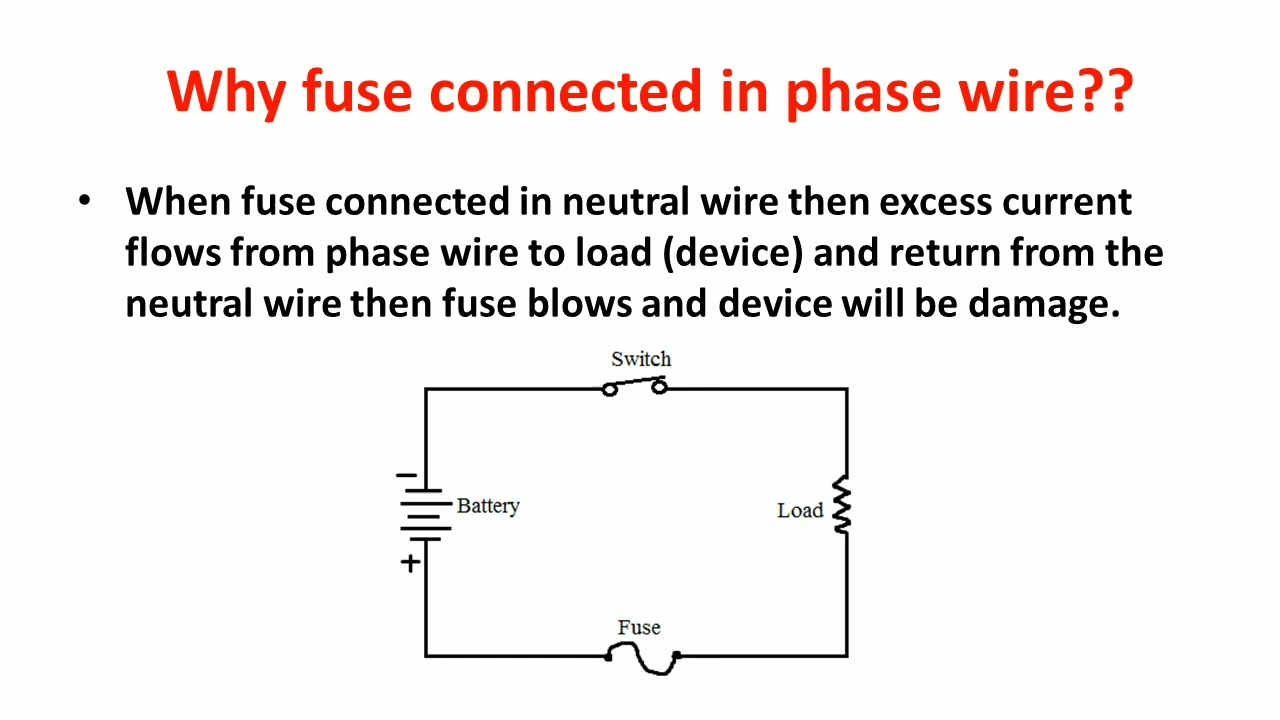 Why fuse connected in phase wire??
• When fuse connected in neutral wire then excess current
flows from phase wire to load (device) and return from the
neutral wire then fuse blows and device will be damage.
Switch
−
Battery
Load
+
Fuse